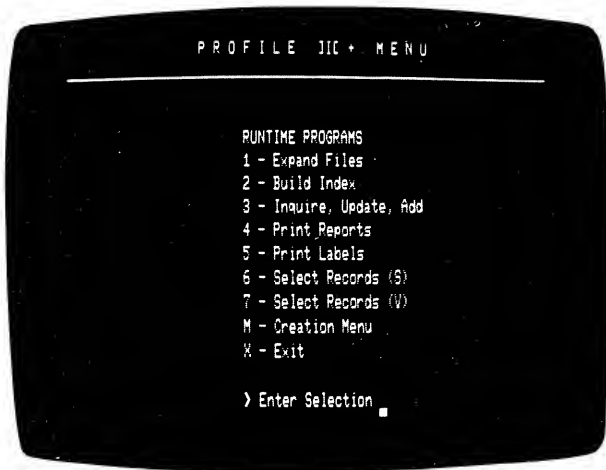 PROFILE III+ MENU
RUNTIME PROGRAMS
1 - Expand Files
2 - Build Index
3 - Inquire, Update, Add
4 - Print Reports
5 - Print Labels
6 - Select Records (S)
7 - Select Records (V)
M - Creation Menu
X - Exit
> Enter Selection